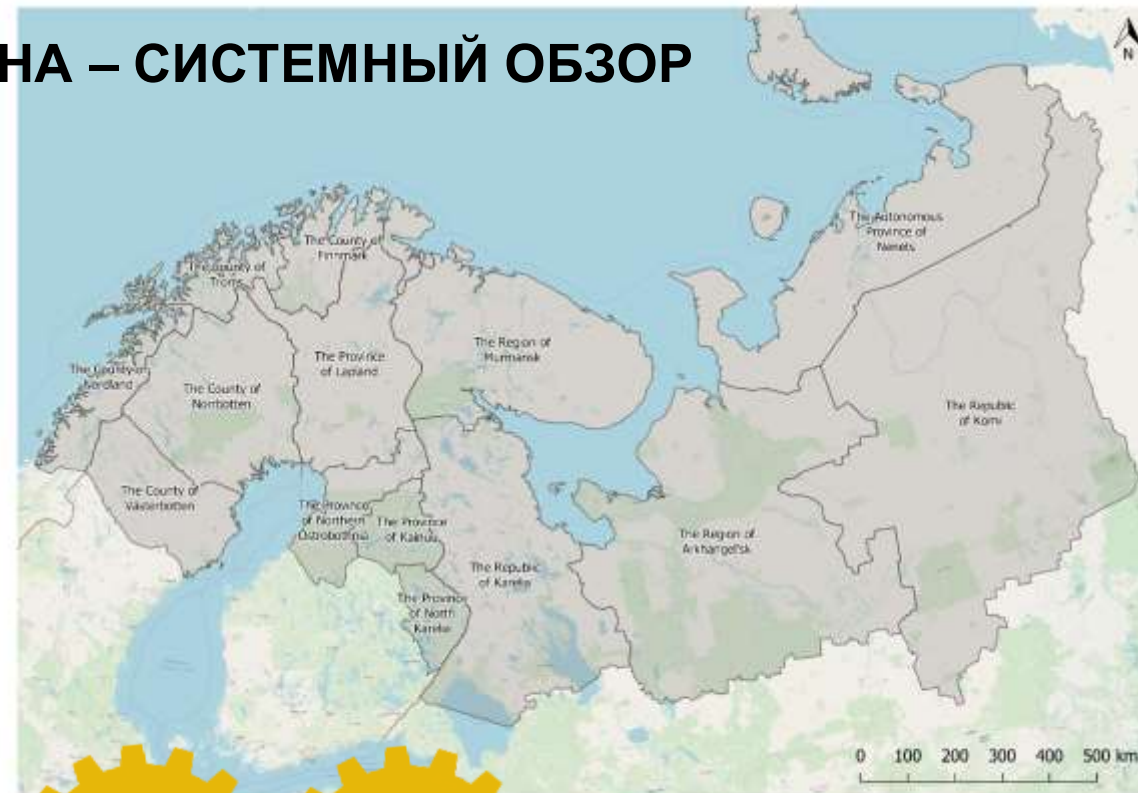 НА – СИСТЕМНЫЙ ОБЗОР
N
The Autonomous
Province of
Nenets
The County of
Finnmark
The County of
Troms
The Region of
Murmansk
The Province
of Lapland
The County of
Nordland
The County of
Norrbotten
The Republic
of Komi
The County of
Västerbotten
The Province
of Northern
Ostrobothnia
The Province
of Kainuu
The Region of
Arkhangel'sk
The Republic
of Karelia
The Province
of North
Karelia
0 100 200 300 400 500 km